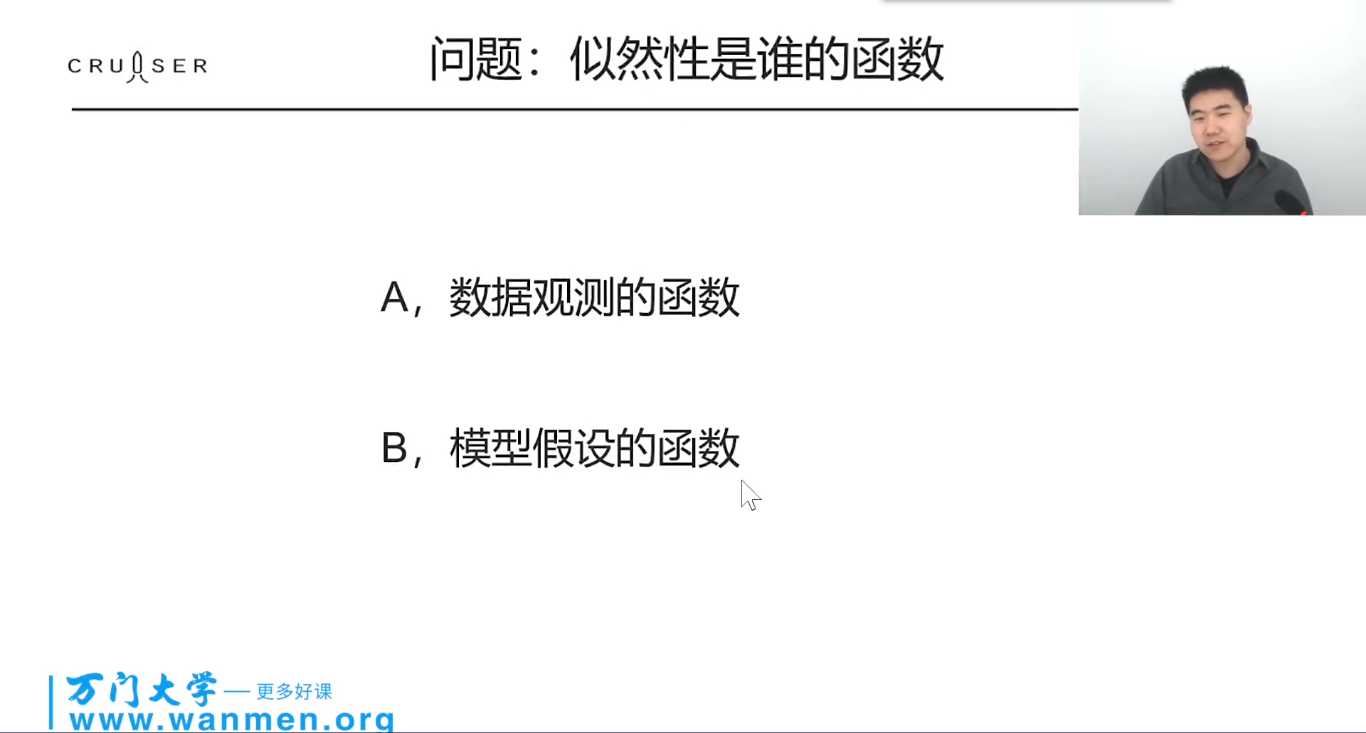 CRUISER
问题：似然性是谁的函数
A，数据观测的函数
B，模型假设的函数
万门大学——更多好课
www.wanmen.org